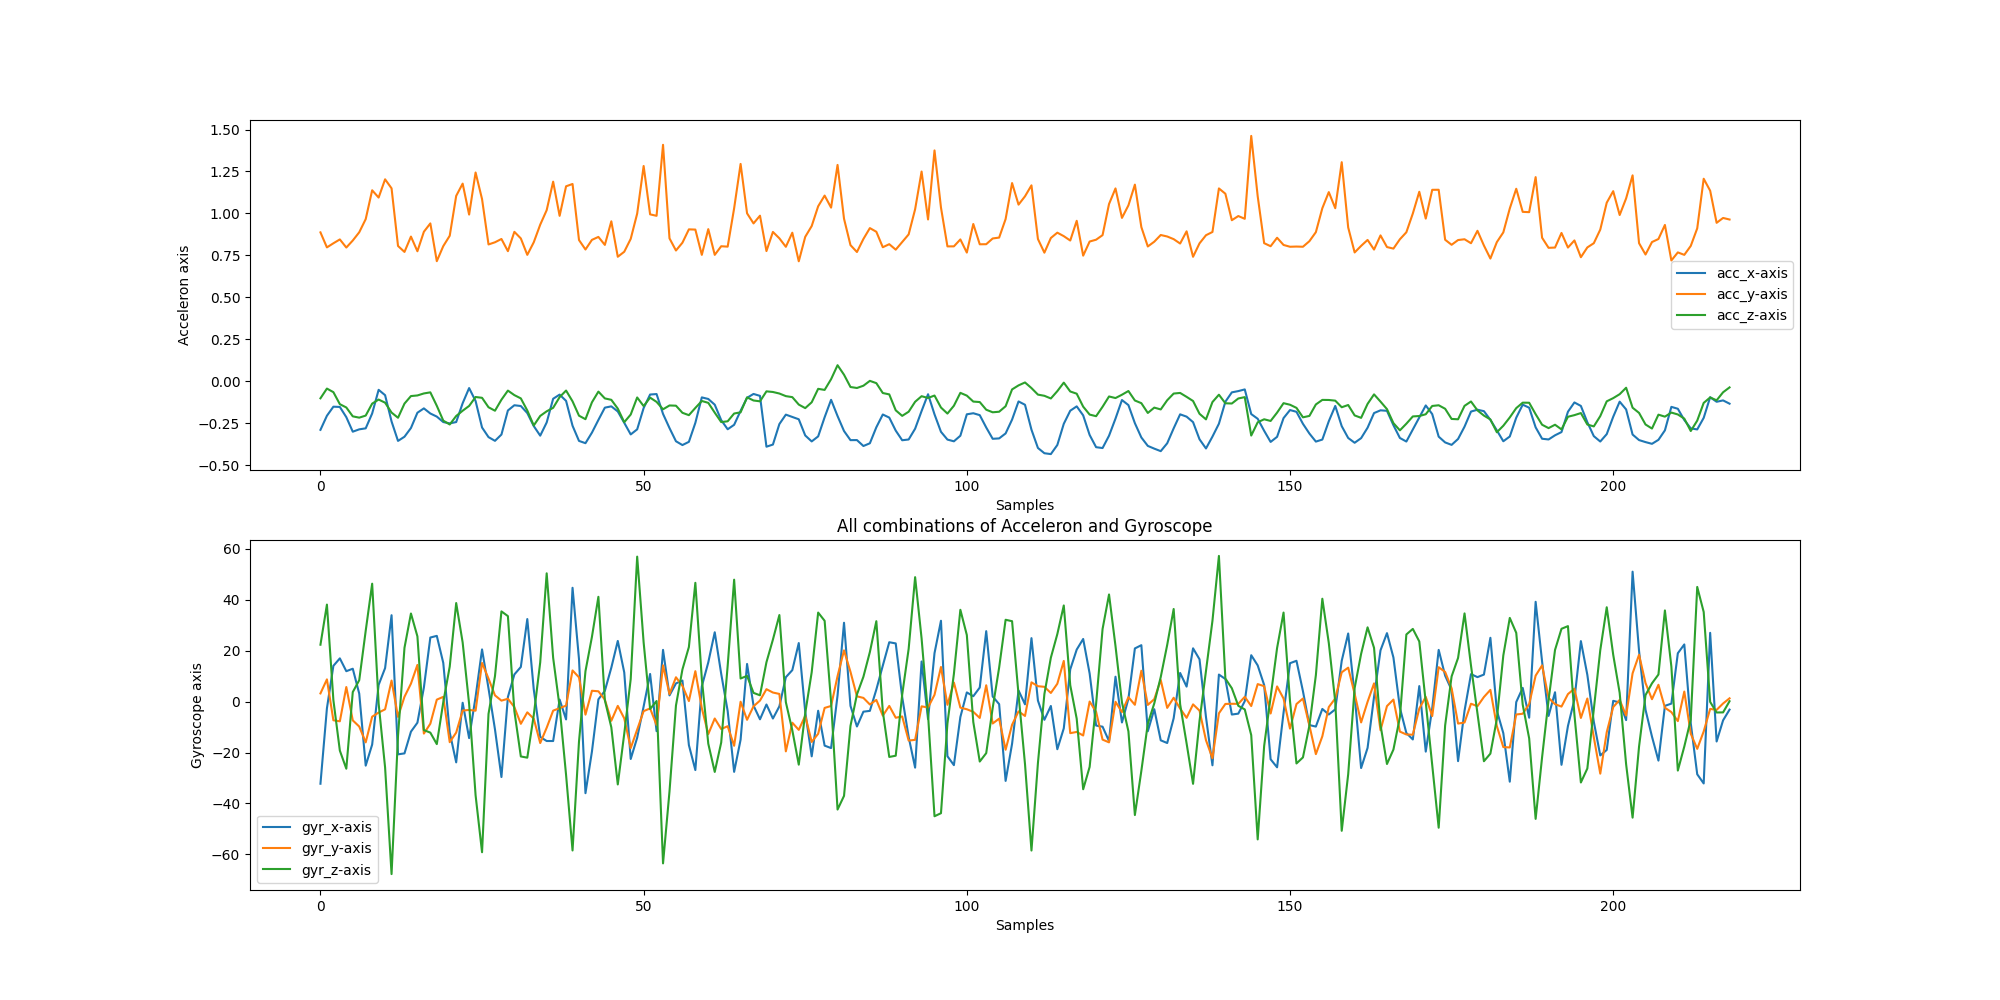 1.50
1.25
1.00
0.75
0.50
0.25
0.00
−0.25
−0.50
Acceleron axis
acc_x-axis
acc_y-axis
acc_z-axis
0 50 100 150 200
Samples
All combinations of Acceleron and Gyroscope
60
40
20
0
−20
−40
−60
Gyroscope axis
gyr_x-axis
gyr_y-axis
gyr_z-axis
0 50 100 150 200
Samples